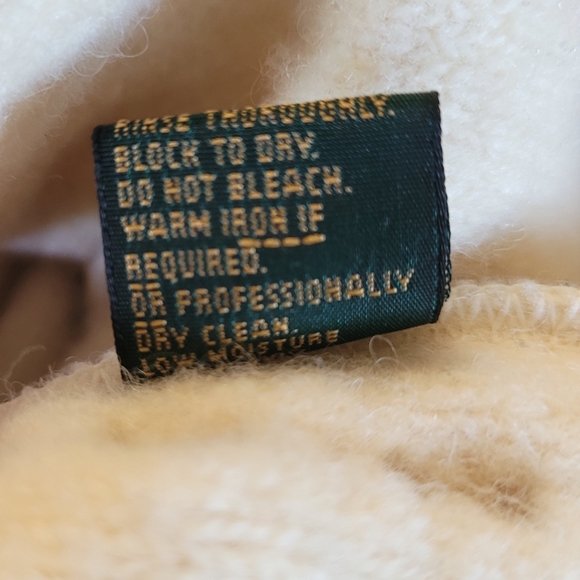 RINSE THOROUGHLY.
BLOCK TO DRY.
DO NOT BLEACH.
WARM IRON IF
REQUIRED.
OR PROFESSIONALLY
DRY CLEAN.
LOW MOISTURE